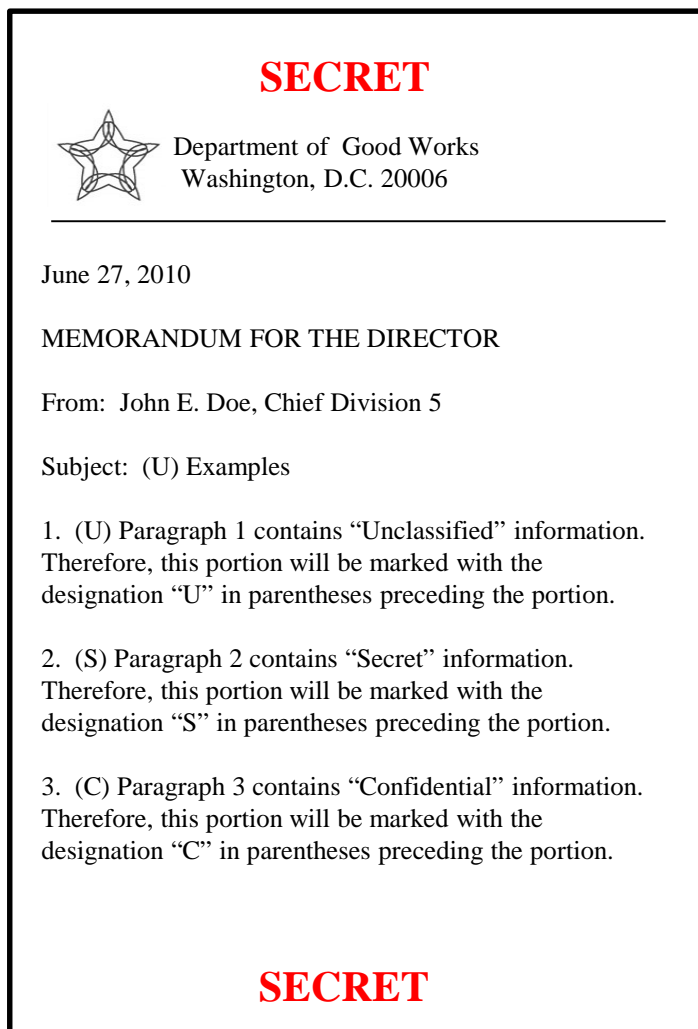 SECRET
Department of Good Works
Washington, D.C. 20006
June 27, 2010
MEMORANDUM FOR THE DIRECTOR
From: John E. Doe, Chief Division 5
Subject: (U) Examples
1. (U) Paragraph 1 contains “Unclassified” information.
Therefore, this portion will be marked with the
designation “U” in parentheses preceding the portion.
2. (S) Paragraph 2 contains “Secret” information.
Therefore, this portion will be marked with the
designation “S” in parentheses preceding the portion.
3. (C) Paragraph 3 contains “Confidential” information.
Therefore, this portion will be marked with the
designation “C” in parentheses preceding the portion.
SECRET